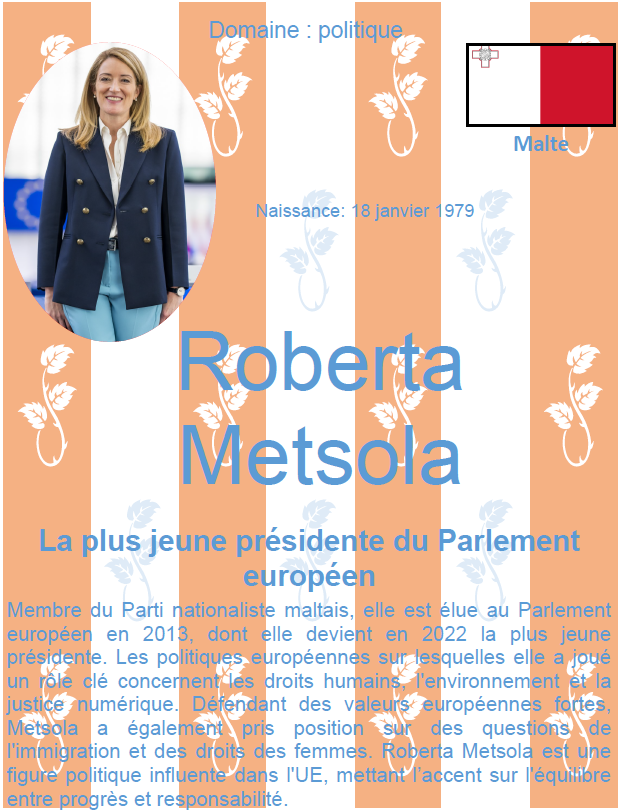 Domaine : politique
Malte
Naissance: 18 janvier 1979
Roberta
Metsola
La plus jeune présidente du Parlement
européen
Membre du Parti nationaliste maltais, elle est élue au Parlement
européen en 2013, dont elle devient en 2022 la plus jeune
présidente. Les politiques européennes sur lesquelles elle a joué
un rôle clé concernent les droits humains, l'environnement et la
justice numérique. Défendant des valeurs européennes fortes,
Metsola a également pris position sur des questions de
l'immigration et des droits des femmes. Roberta Metsola est une
figure politique influente dans l'UE, mettant l'accent sur l'équilibre
entre progrès et responsabilité.